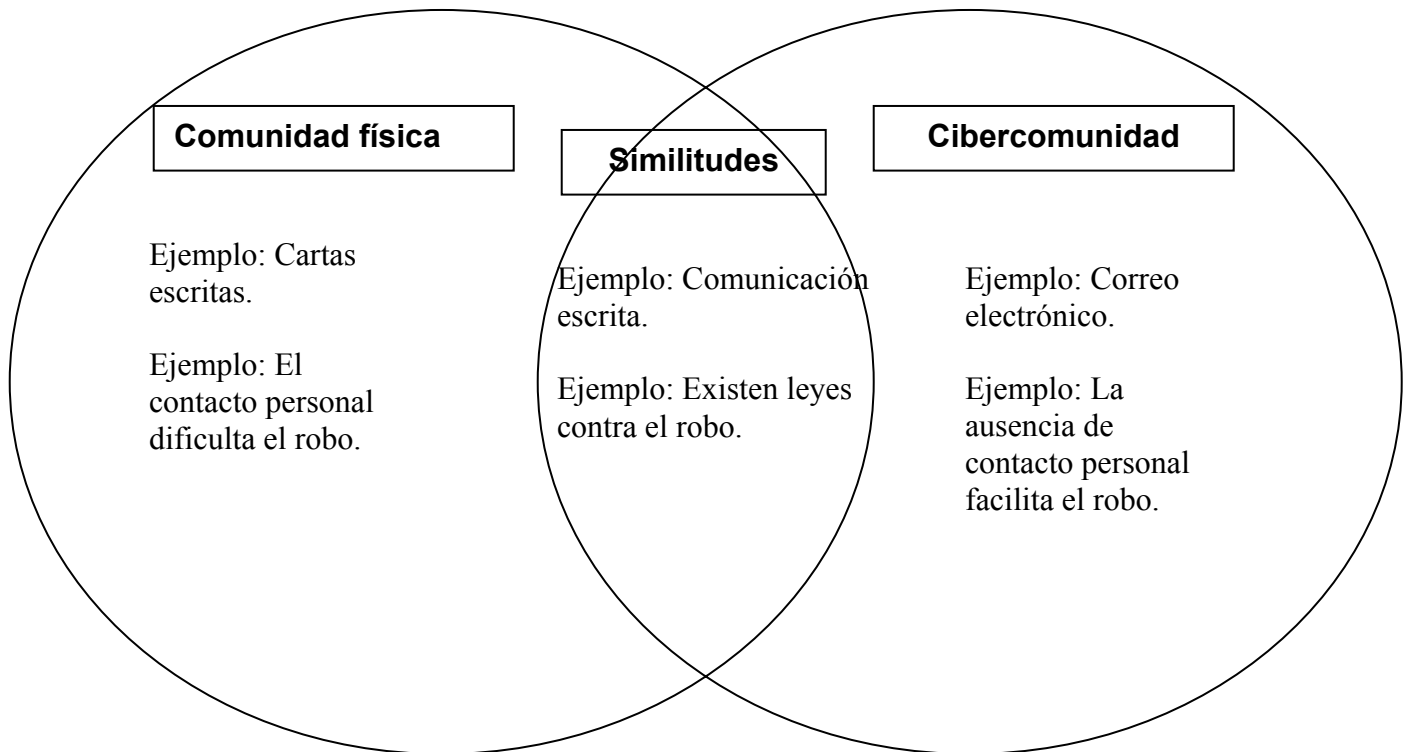 Comunidad física
Ejemplo: Cartas
escritas.
Ejemplo: El
contacto personal
dificulta el robo.
Similitudes
Ejemplo: Comunicación
escrita.
Ejemplo: Existen leyes
contra el robo.
Cibercomunidad
Ejemplo: Correo
electrónico.
Ejemplo: La
ausencia de
contacto personal
facilita el robo.